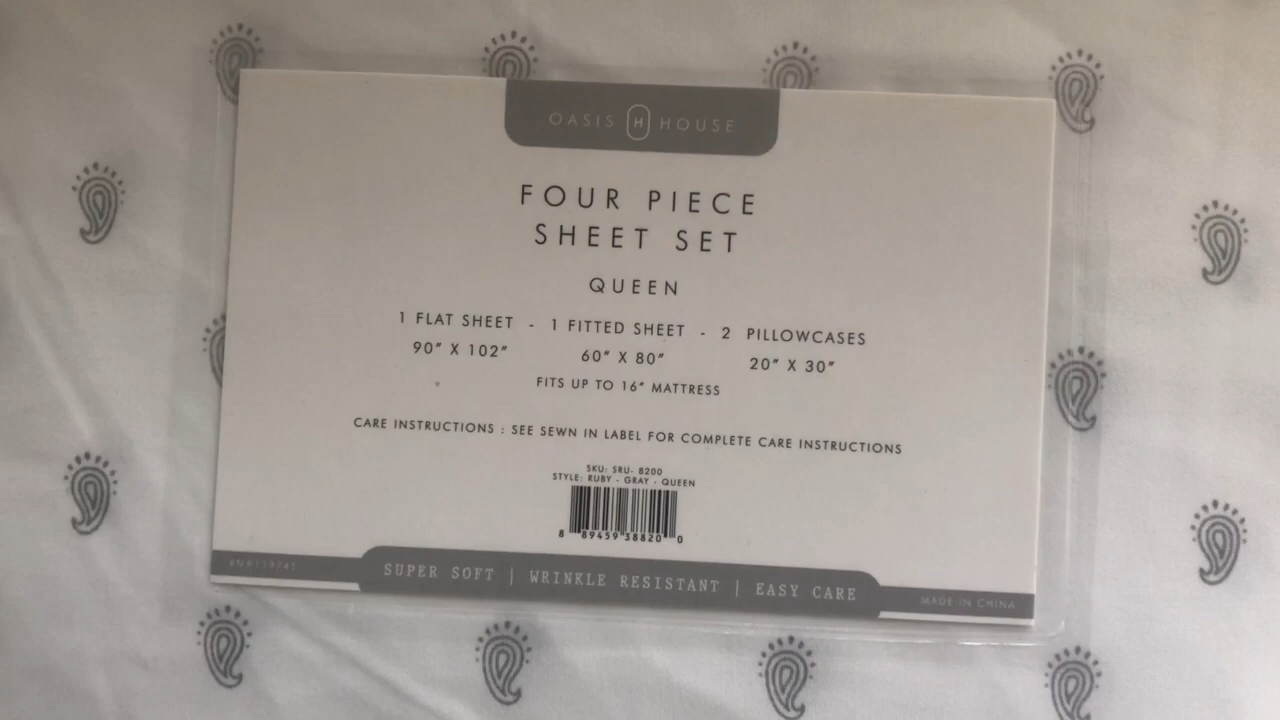 OASIS H HOUSE
FOUR PIECE
SHEET SET
QUEEN
1 FLAT SHEET - 1 FITTED SHEET - 2 PILLOWCASES
90" X 102" 60" X 80" 20" X 30"
FITS UP TO 16" MATTRESS
CARE INSTRUCTIONS : SEE SEWN IN LABEL FOR COMPLETE CARE INSTRUCTIONS
SKU: SRU- 8200
STYLE: RUBY - GRAY - QUEEN
8 89459 38820 0
SUPER SOFT | WRINKLE RESISTANT | EASY CARE
MADE IN CHINA